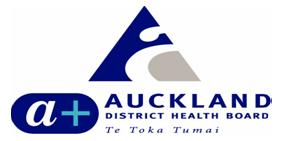 a+ AUCKLAND
DISTRICT HEALTH BOARD
Te Toka Tumai